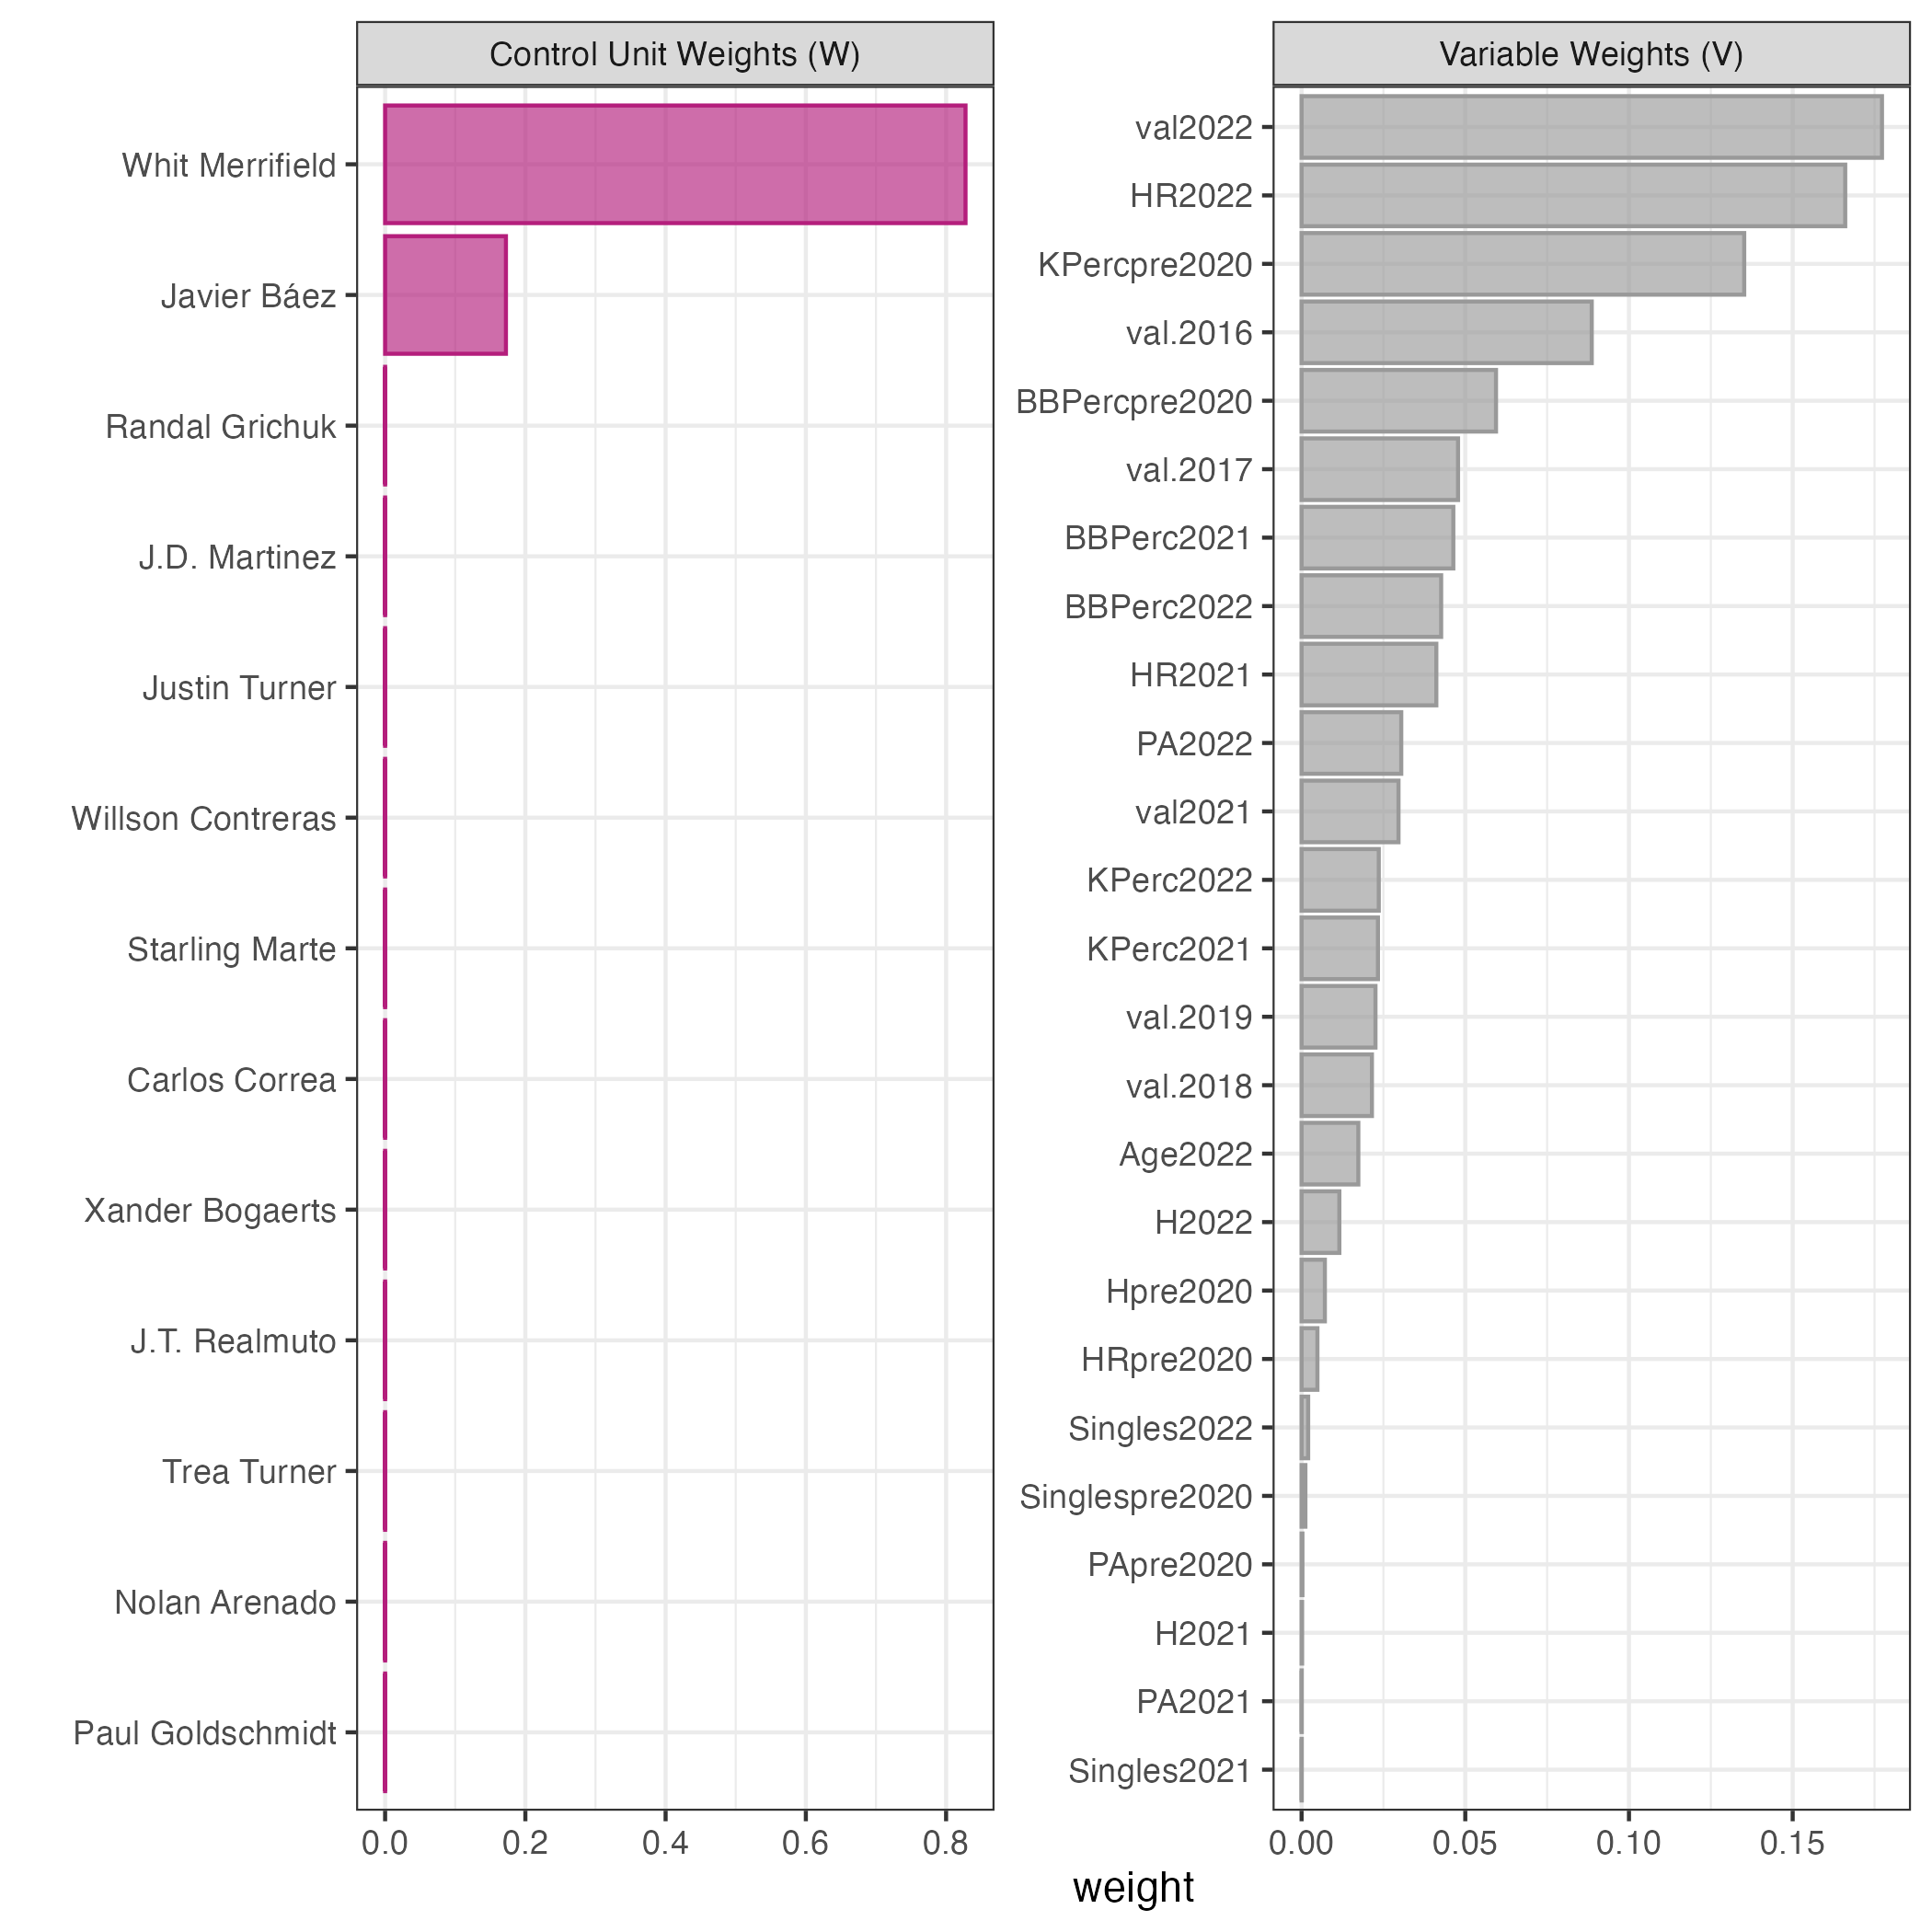 Control Unit Weights (W)
Whit Merrifield
Javier Báez
Randal Grichuk
J.D. Martinez
Justin Turner
Willson Contreras
Starling Marte
Carlos Correa
Xander Bogaerts
J.T. Realmuto
Trea Turner
Nolan Arenado
Paul Goldschmidt
0.0 0.2 0.4 0.6 0.8
Variable Weights (V)
val2022
HR2022
KPercpre2020
val.2016
BBPercpre2020
val.2017
BBPerc2021
BBPerc2022
HR2021
PA2022
val2021
KPerc2022
KPerc2021
val.2019
val.2018
Age2022
H2022
Hpre2020
HRpre2020
Singles2022
Singlespre2020
PApre2020
H2021
PA2021
Singles2021
0.00 0.05 0.10 0.15
weight